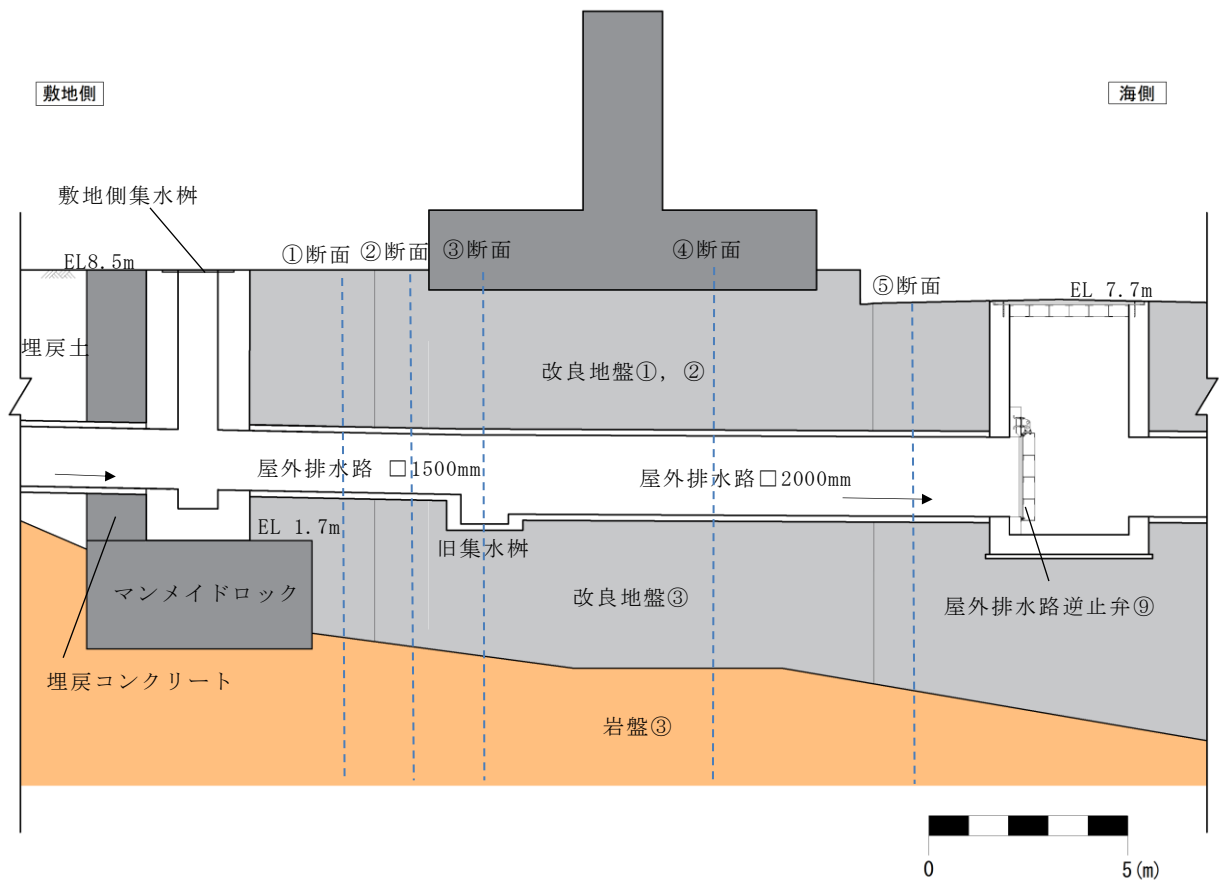 敷地側
海側
敷地側集水桝
①断面
②断面
③断面
④断面
EL8.5m
⑤断面
EL 7.7m
埋戻土
改良地盤①，②
屋外排水路 □1500mm
屋外排水路□2000mm
EL 1.7m
旧集水桝
マンメイドロック
改良地盤③
屋外排水路逆止弁⑨
埋戻コンクリート
岩盤③
0
5(m)